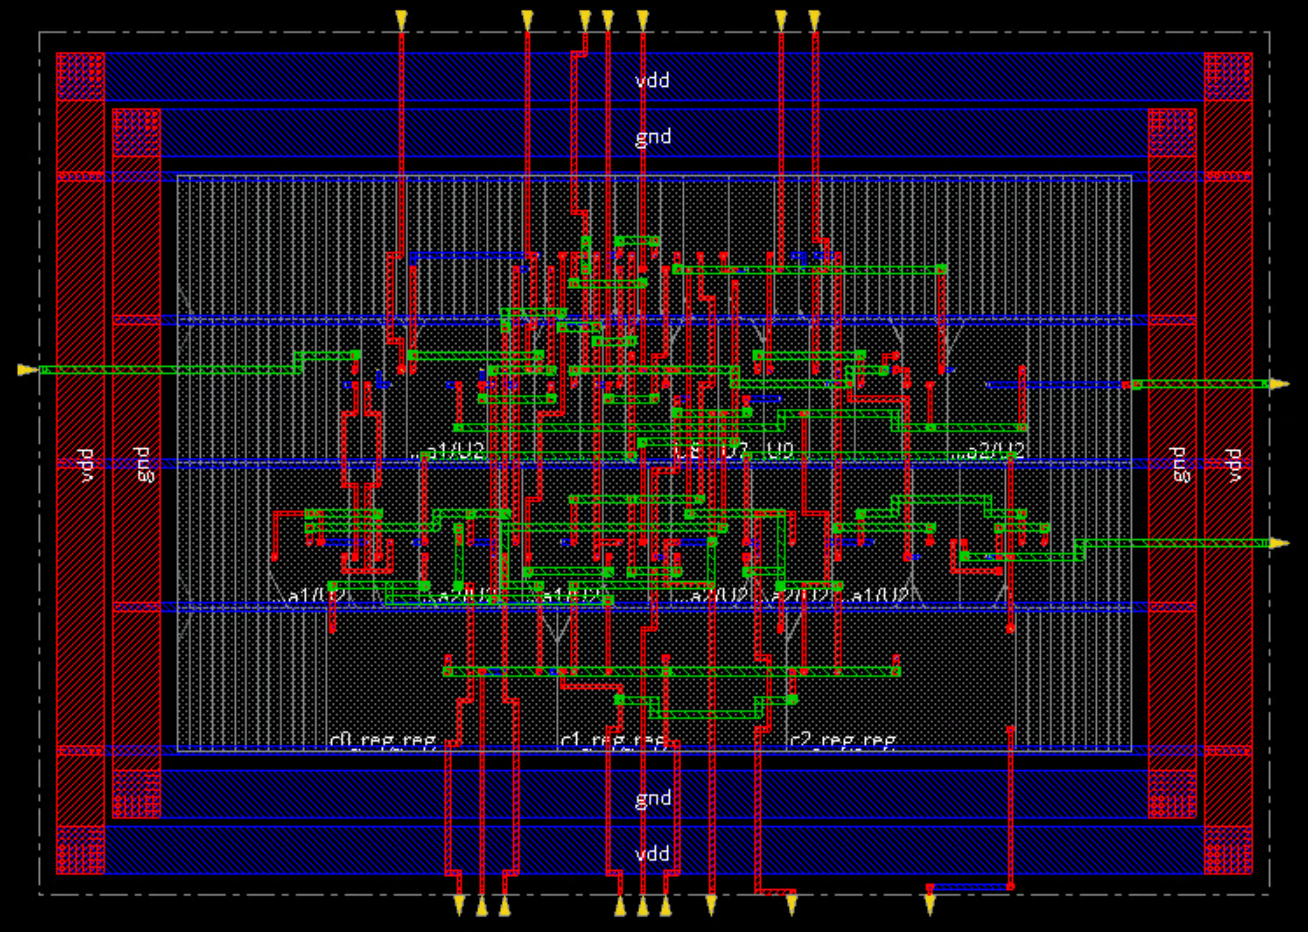 vdd
gnd
vdd
gnd
gnd
vdd
...a1/U2
U8
U7
U9
...a2/U2
...a1/U2
...a2/U2
...a1/U2
...a2/U2
...a2/U2
...a1/U2
c0_reg_reg
c1_reg_reg
c2_reg_reg
gnd
vdd